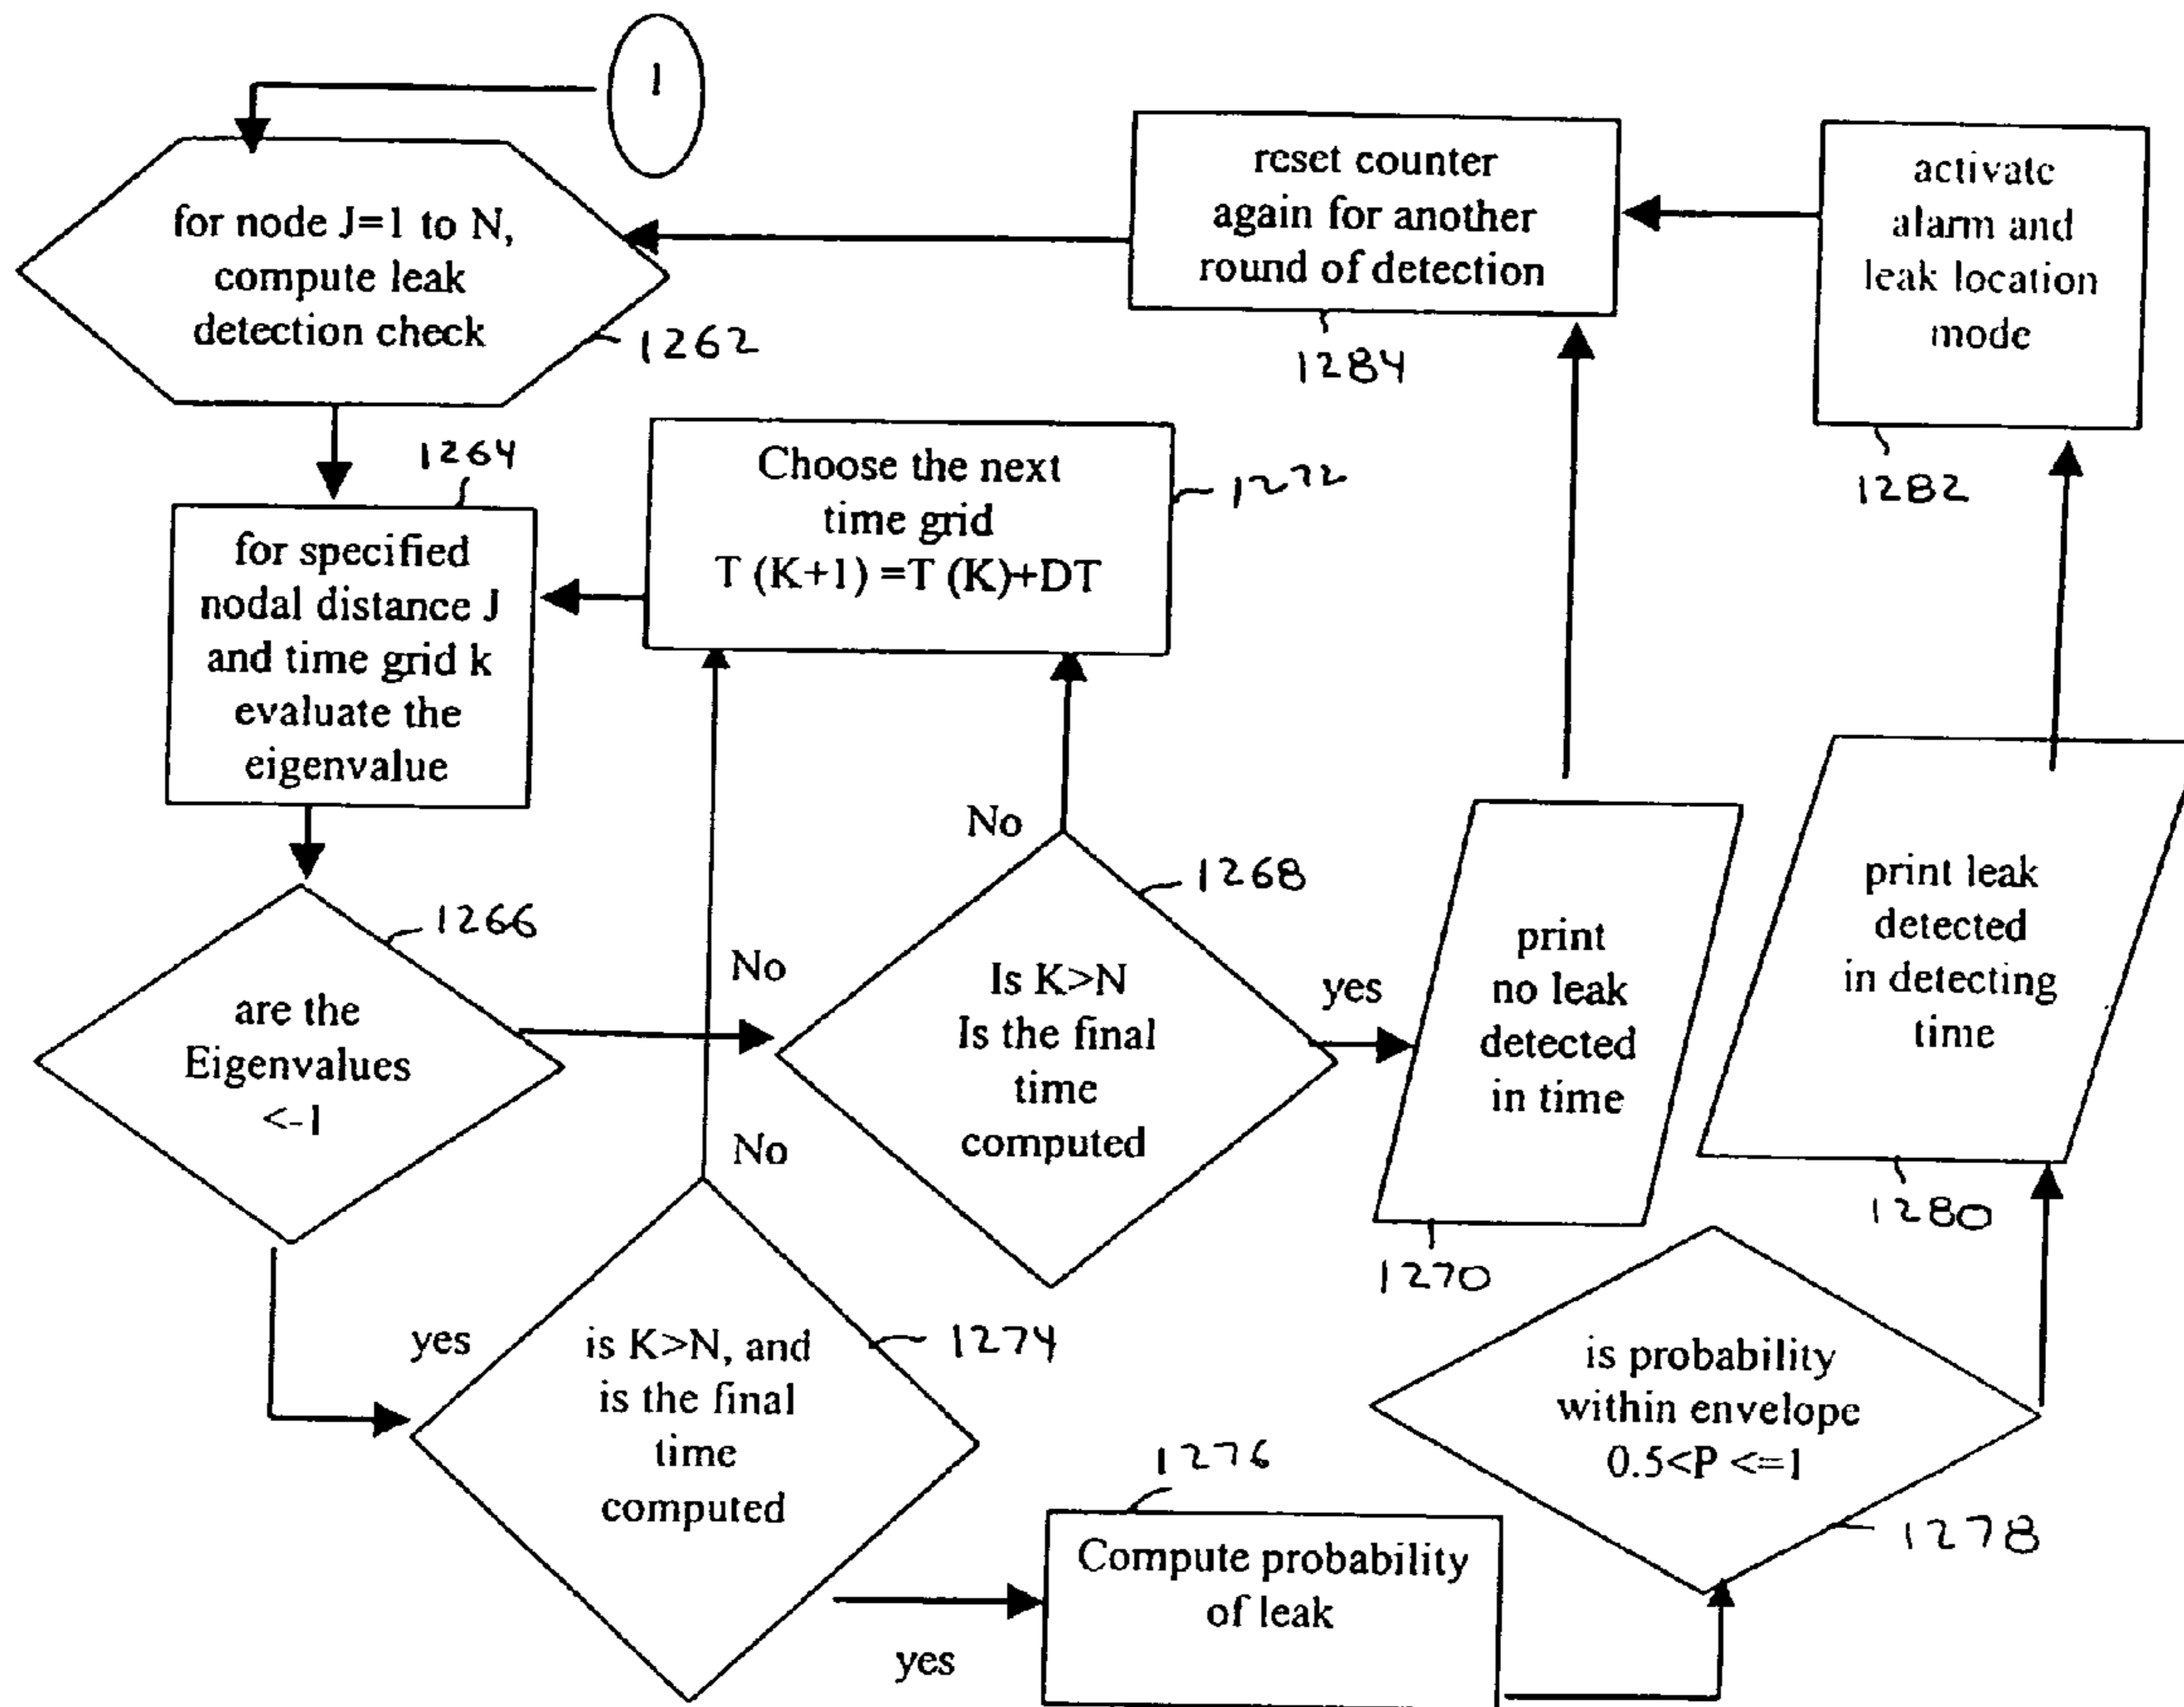 1
for node J=1 to N,
compute leak
detection check
1262
reset counter
again for another
round of detection
1284
activate
alarm and
leak location
mode
1282
1264
for specified
nodal distance J
and time grid k
evaluate the
eigenvalue
Choose the next
time grid
T (K+1) =T (K)+DT
1272
1266
are the
Eigenvalues
<-1
No
No
1268
Is K>N
Is the final
time
computed
yes
print
no leak
detected
in time
1270
print leak
detected
in detecting
time
1280
No
yes
is K>N, and
is the final
time
computed
1274
yes
1276
Compute probability
of leak
is probability
within envelope
0.5<P <=1
1278